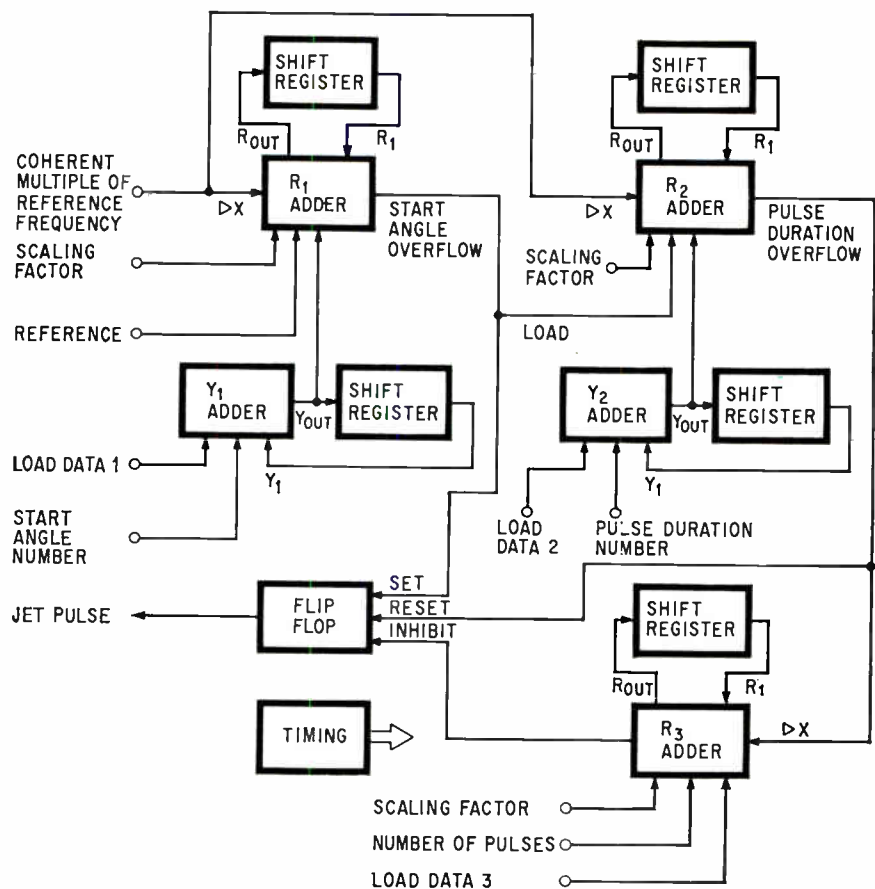 SHIFT
REGISTER
SHIFT
REGISTER
ROUT
R1
ROUT
R1
COHERENT
MULTIPLE OF
REFERENCE
FREQUENCY
▷X
R1
ADDER
START
ANGLE
OVERFLOW
▷X
R2
ADDER
PULSE
DURATION
OVERFLOW
SCALING
FACTOR
SCALING
FACTOR
REFERENCE
LOAD
Y1
ADDER
YOUT
SHIFT
REGISTER
Y2
ADDER
YOUT
SHIFT
REGISTER
LOAD DATA 1
Y1
Y1
START
ANGLE
NUMBER
LOAD
DATA 2
PULSE DURATION
NUMBER
JET PULSE
FLIP
FLOP
SET
RESET
INHIBIT
SHIFT
REGISTER
ROUT
R1
TIMING
R3
ADDER
▷X
SCALING FACTOR
NUMBER OF PULSES
LOAD DATA 3